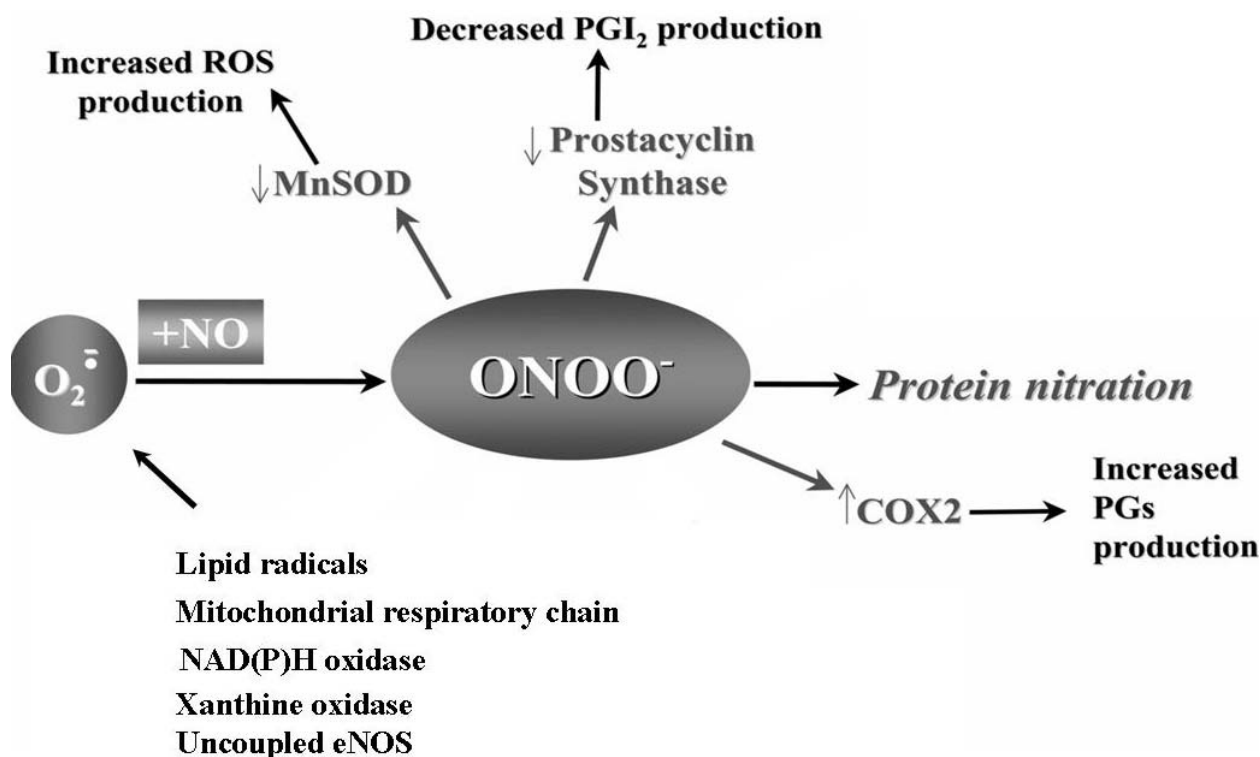 Decreased PGI₂ production
Increased ROS
production
↓ Prostacyclin
Synthase
↓MnSOD
+NO
O₂•̄
ONOO⁻
Protein nitration
↑COX2
Increased
PGs
production
Lipid radicals
Mitochondrial respiratory chain
NAD(P)H oxidase
Xanthine oxidase
Uncoupled eNOS